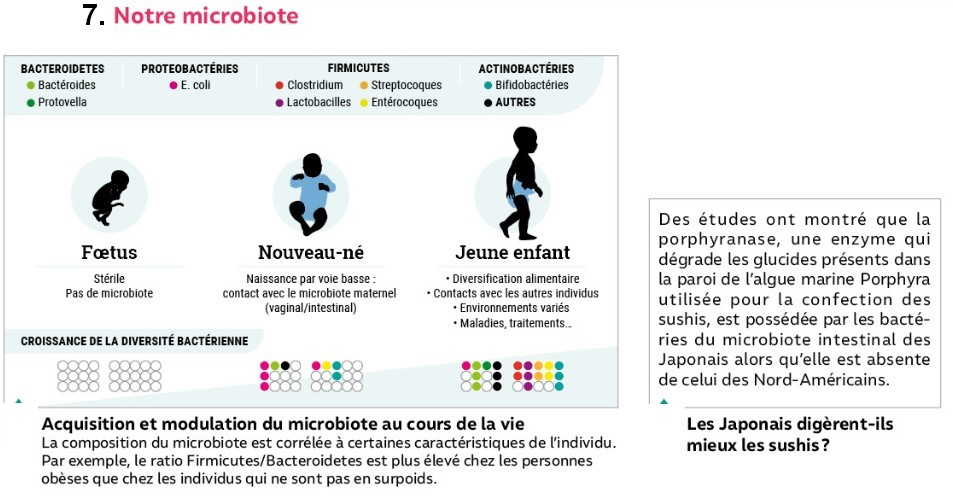 7. Notre microbiote
BACTEROIDETES
Bactéroides
Protovella
PROTEOBACTÉRIES
E. coli
FIRMICUTES
Clostridium
Streptocoques
Lactobacilles
Entérocoques
ACTINOBACTÉRIES
Bifidobactéries
AUTRES
Fœtus
Stérile
Pas de microbiote
Nouveau-né
Naissance par voie basse :
contact avec le microbiote maternel
(vaginal/intestinal)
Jeune enfant
• Diversification alimentaire
• Contacts avec les autres individus
• Environnements variés
• Maladies, traitements...
CROISSANCE DE LA DIVERSITÉ BACTÉRIENNE
Acquisition et modulation du microbiote au cours de la vie
La composition du microbiote est corrélée à certaines caractéristiques de l'individu.
Par exemple, le ratio Firmicutes/Bacteroidetes est plus élevé chez les personnes
obèses que chez les individus qui ne sont pas en surpoids.
Des études ont montré que la
porphyranase, une enzyme qui
dégrade les glucides présents dans
la paroi de l'algue marine Porphyra
utilisée pour la confection des
sushis, est possédée par les bacté-
ries du microbiote intestinal des
Japonais alors qu'elle est absente
de celui des Nord-Américains.
Les Japonais digèrent-ils
mieux les sushis ?